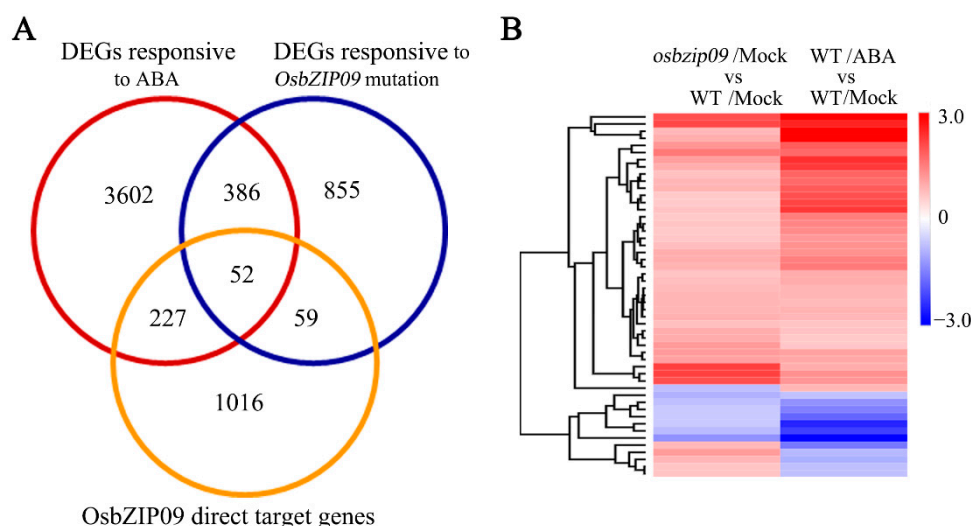 A
DEGs responsive
to ABA
DEGs responsive to
OsbZIP09 mutation
3602
386
855
52
227
59
1016
OsbZIP09 direct target genes
B
osbzip09 /Mock
vs
WT /Mock
WT /ABA
vs
WT/Mock
3.0
0
−3.0